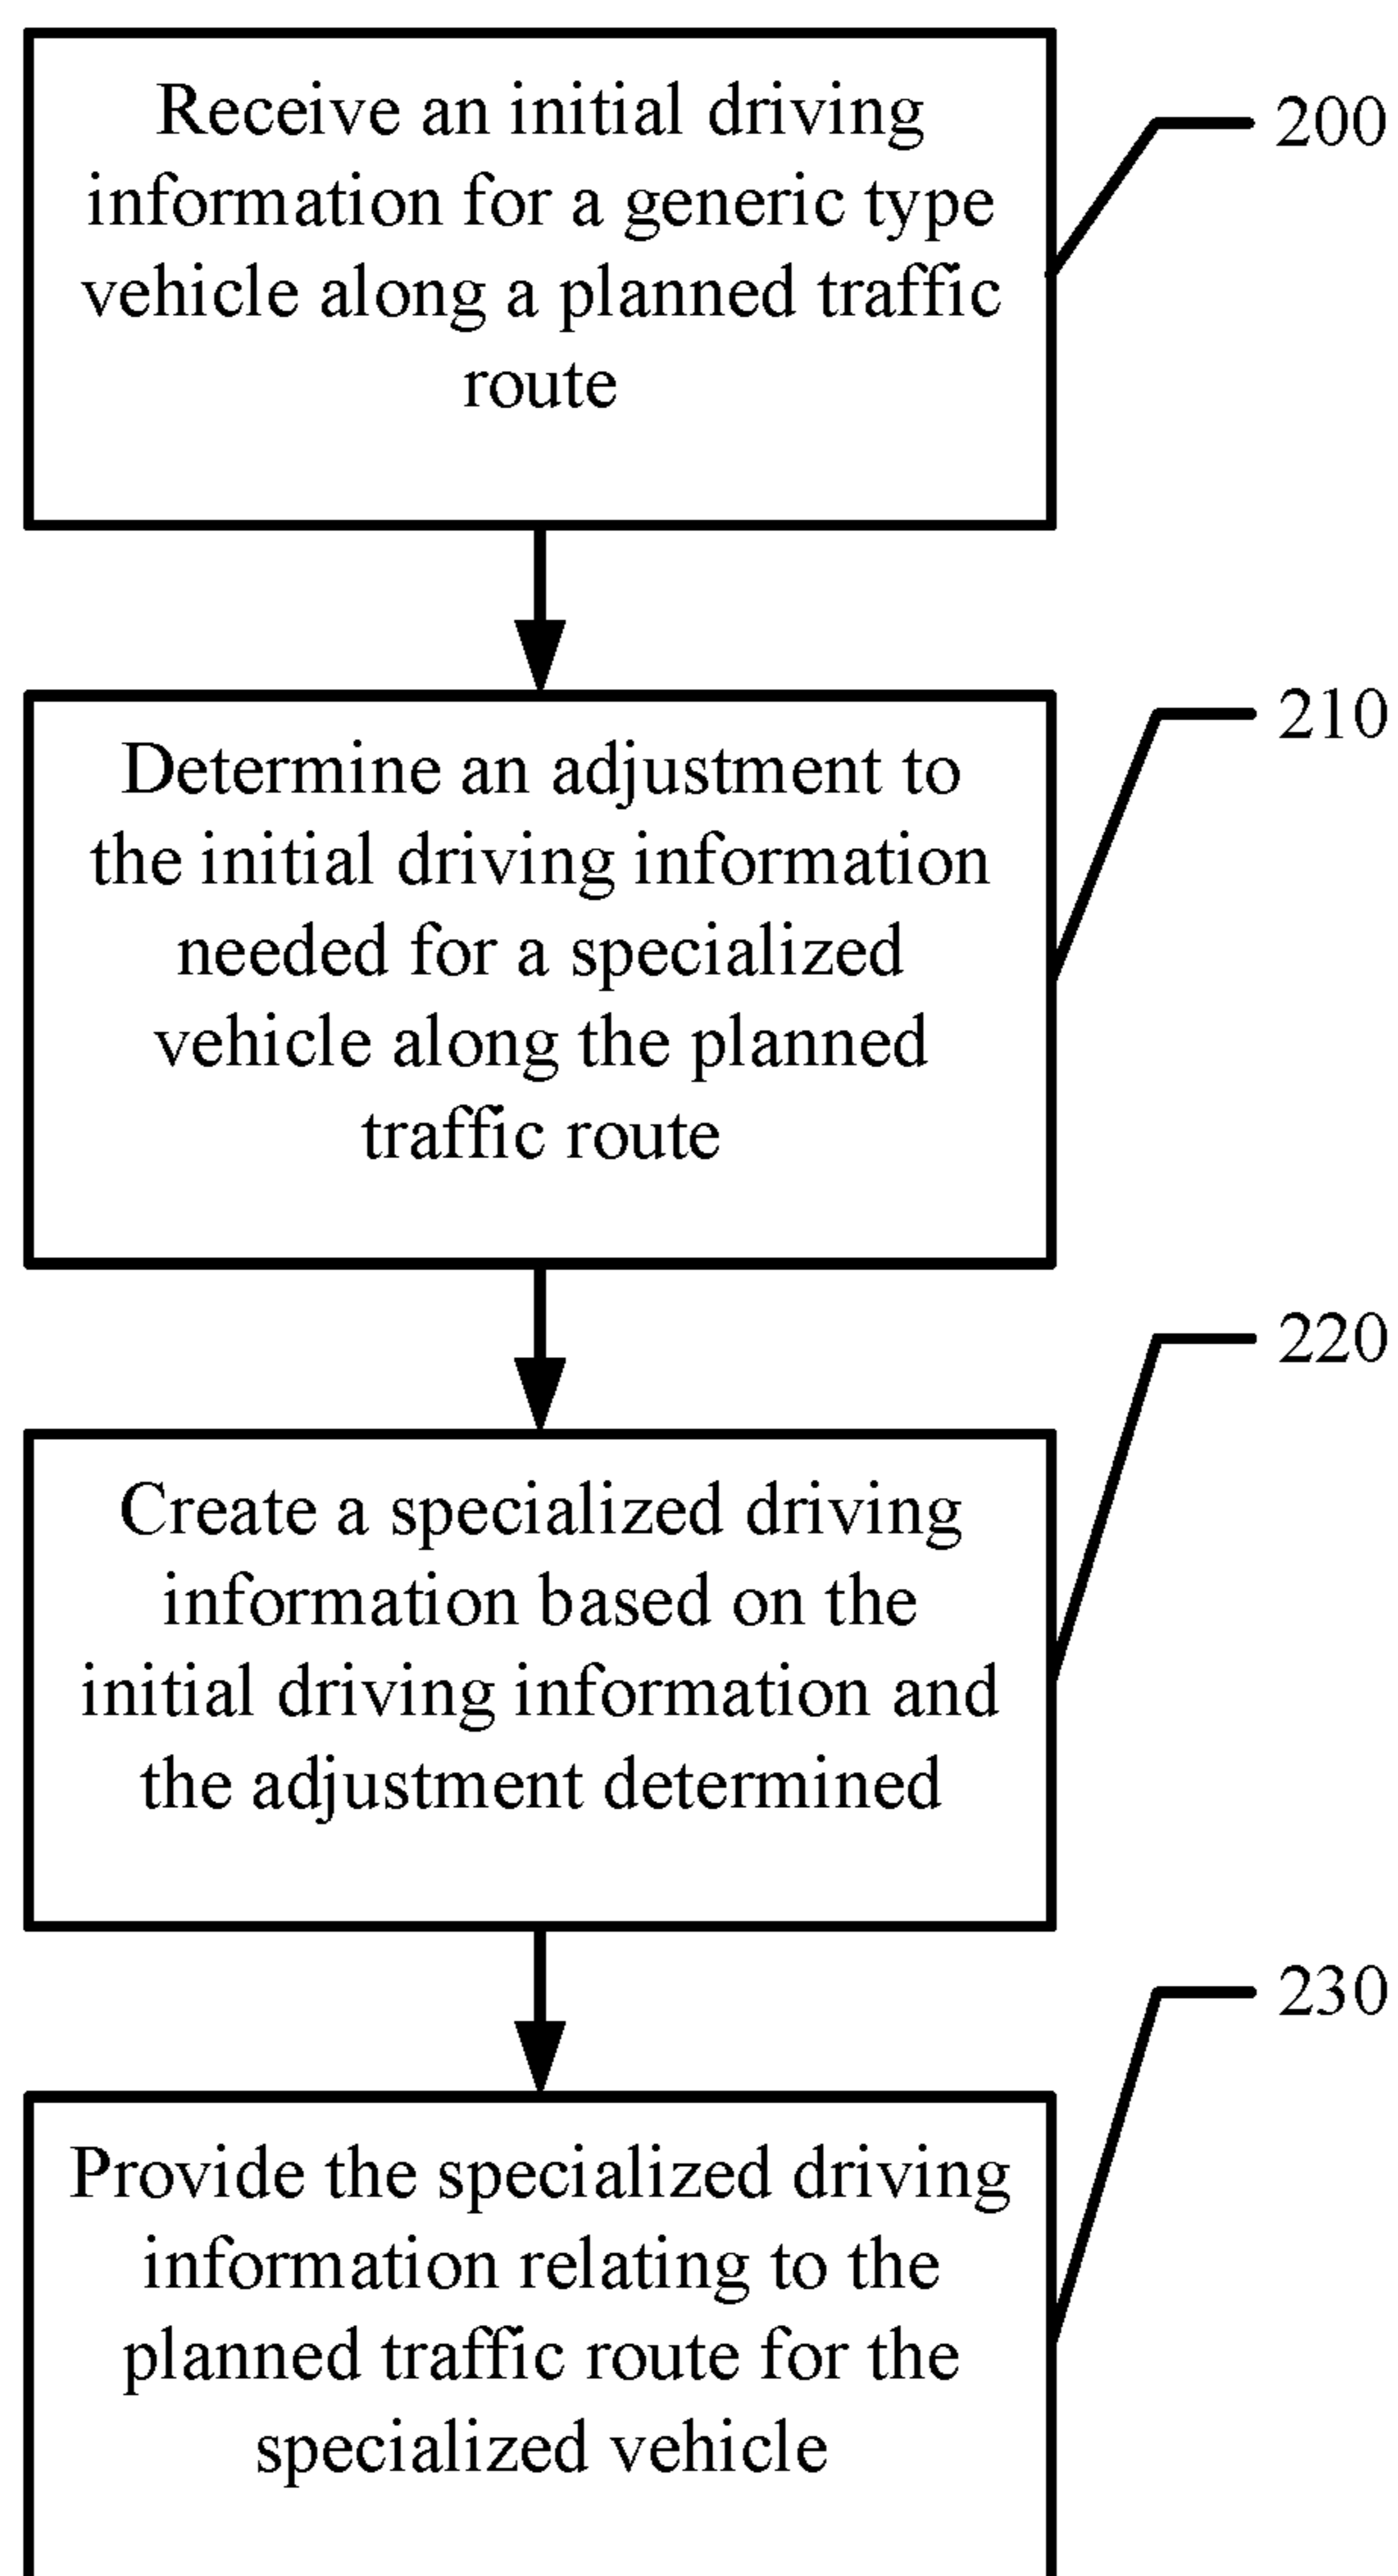 Receive an initial driving
information for a generic type
vehicle along a planned traffic
route
200
Determine an adjustment to
the initial driving information
needed for a specialized
vehicle along the planned
traffic route
210
Create a specialized driving
information based on the
initial driving information and
the adjustment determined
220
Provide the specialized driving
information relating to the
planned traffic route for the
specialized vehicle
230